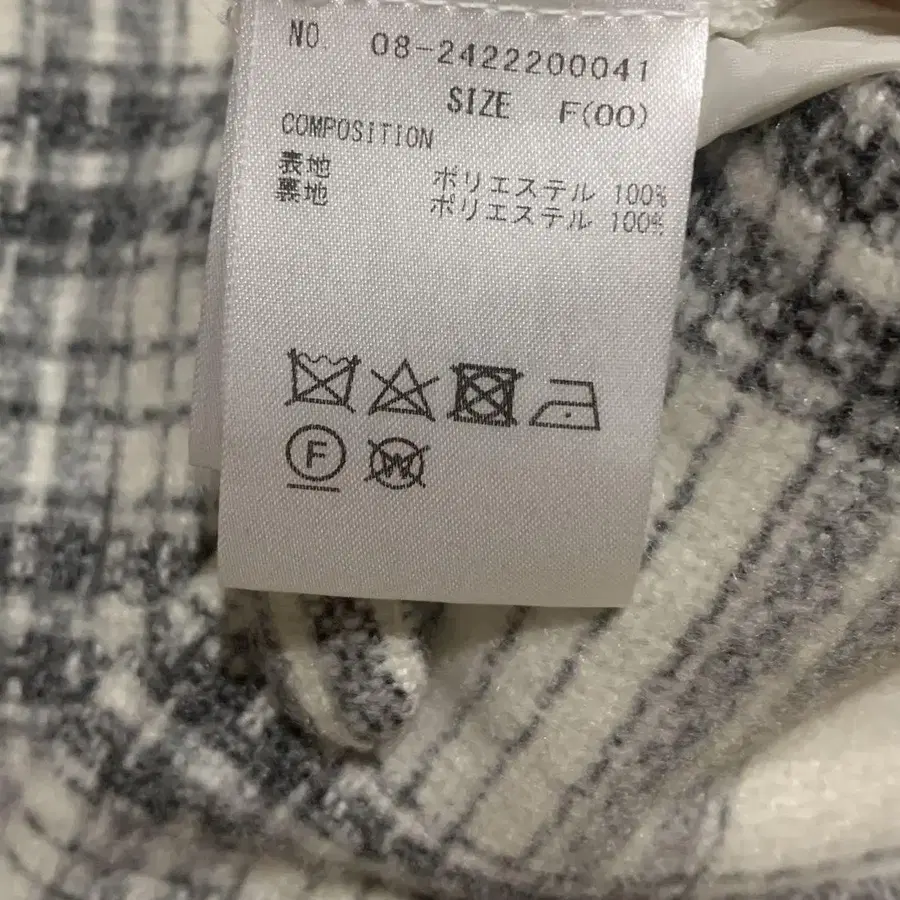 NO. 08-2422200041
SIZE F(00)
COMPOSITION
表地 ポリエステル 100%
裏地 ポリエステル 100%
F W